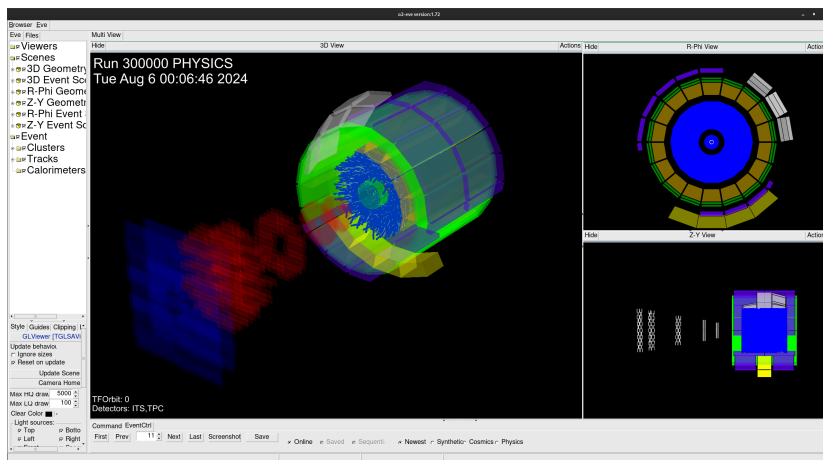 o2-eve version:1.72
Browser Eve
Eve Files
Viewers
Scenes
3D Geometry
3D Event Sce
R-Phi Geome
R-Phi Event
Z-Y Geometr
Z-Y Event Sc
Event
Clusters
Tracks
Calorimeters
Style Guides Clipping
GLViewer [TGLSAVi
Update behavior
Ignore sizes
Reset on update
Update Scene
Camera Home
Max HQ draw 5000
Max LQ draw 100
Clear Color
Light sources:
Top Botto
Left Right
Multi View
Hide 3D View Actions
Run 300000 PHYSICS
Tue Aug 6 00:06:46 2024
TFOrbit: 0
Detectors: ITS,TPC
Hide R-Phi View Action
Hide Z-Y View Action
Command EventCtrl
First Prev 11 Next Last Screenshot Save Online Saved Sequenti Newest Synthetic Cosmics Physics